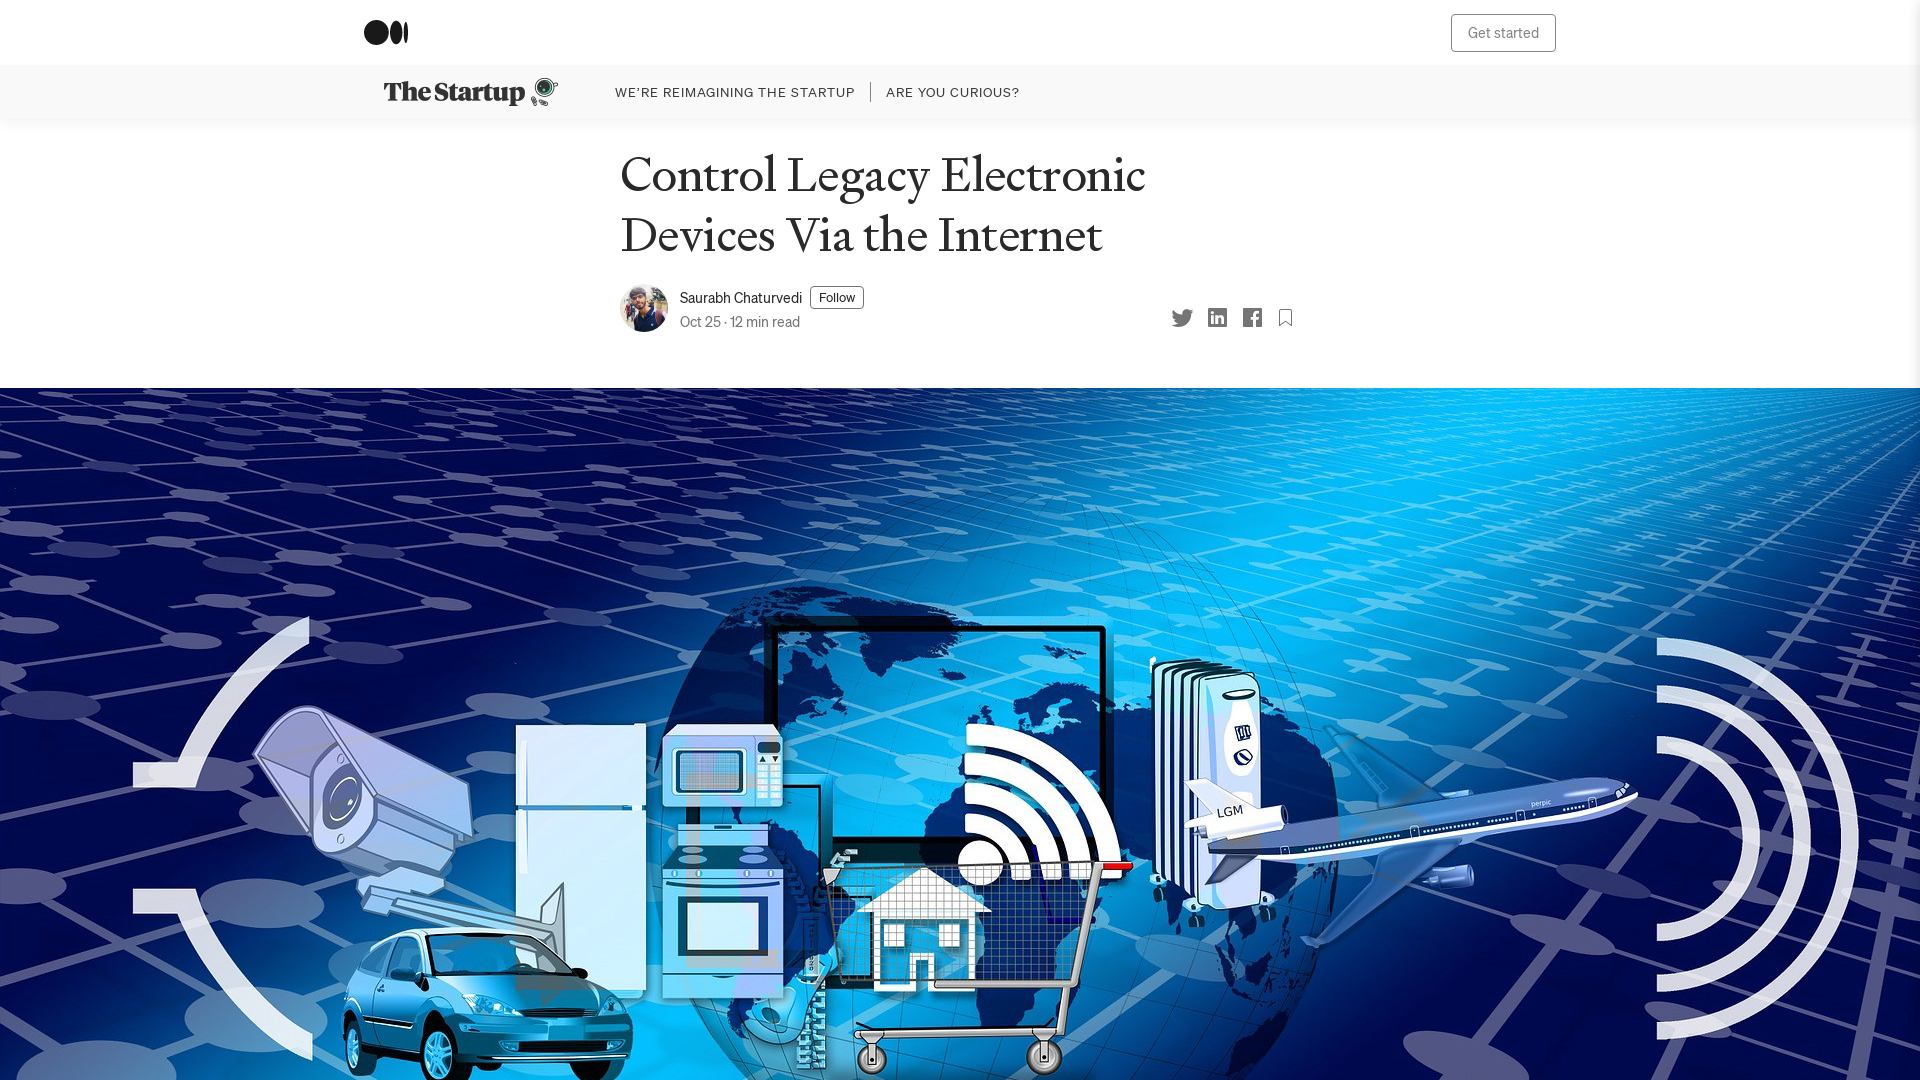 Get started
The Startup
WE'RE REIMAGINING THE STARTUP
ARE YOU CURIOUS?
Control Legacy Electronic
Devices Via the Internet
Saurabh Chaturvedi
Follow
Oct 25 · 12 min read
LGM
perpic